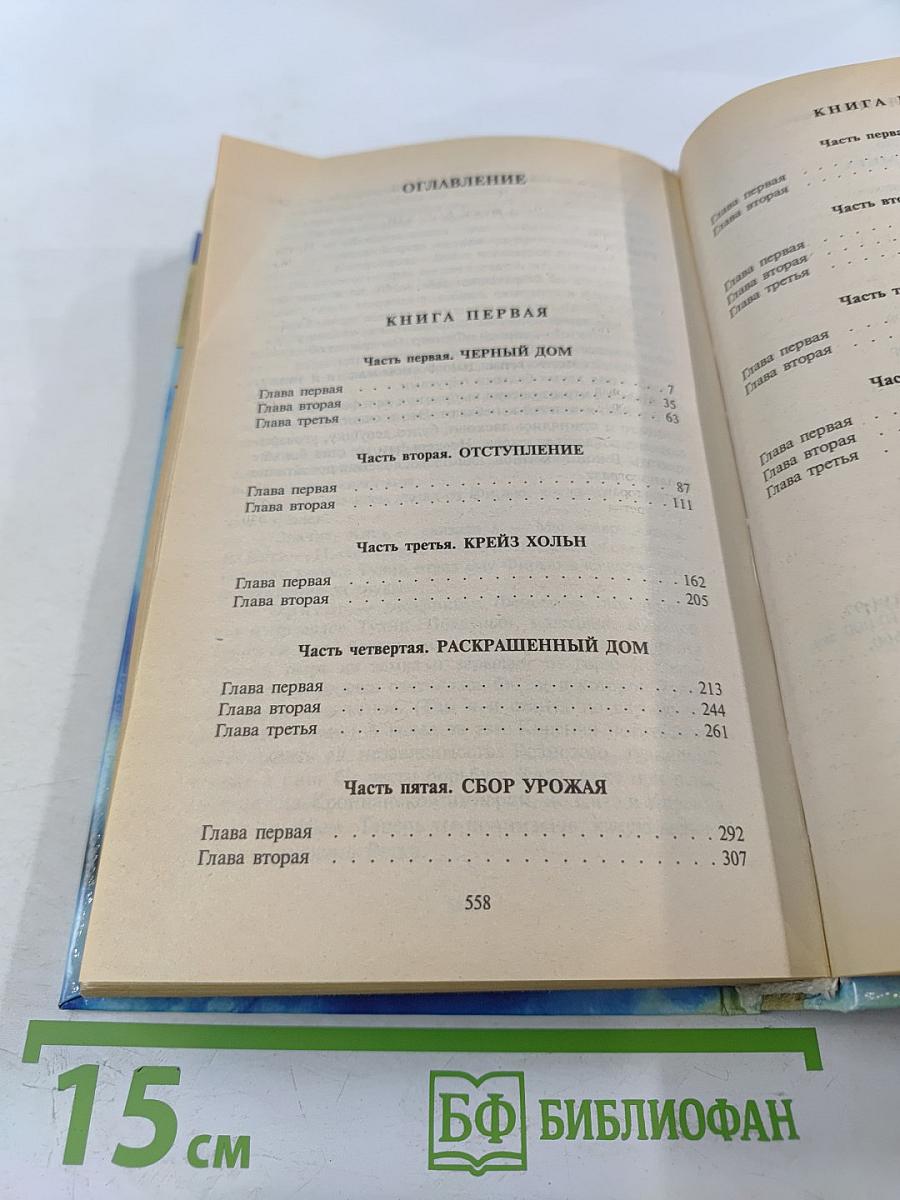 ОГЛАВЛЕНИЕ
КНИГА ПЕРВАЯ
Часть первая. ЧЕРНЫЙ ДОМ
Глава первая . . . . . . . . . . . . . . . . . . . . 7
Глава вторая . . . . . . . . . . . . . . . . . . . . 35
Глава третья . . . . . . . . . . . . . . . . . . . . 63
Часть вторая. ОТСТУПЛЕНИЕ
Глава первая . . . . . . . . . . . . . . . . . . . . 87
Глава вторая . . . . . . . . . . . . . . . . . . . . 111
Часть третья. КРЕЙЗ ХОЛЬН
Глава первая . . . . . . . . . . . . . . . . . . . . 162
Глава вторая . . . . . . . . . . . . . . . . . . . . 205
Часть четвертая. РАСКРАШЕННЫЙ ДОМ
Глава первая . . . . . . . . . . . . . . . . . . . . 213
Глава вторая . . . . . . . . . . . . . . . . . . . . 244
Глава третья . . . . . . . . . . . . . . . . . . . . 261
Часть пятая. СБОР УРОЖАЯ
Глава первая . . . . . . . . . . . . . . . . . . . . 292
Глава вторая . . . . . . . . . . . . . . . . . . . . 307
558
КНИГА
Часть
Глава первая
Глава вторая
Часть
Глава первая
Глава вторая
Глава третья
Часть
Глава первая
Глава вторая
Глава первая
Глава вторая
Глава третья
15 см
БФ БИБЛИОФАН